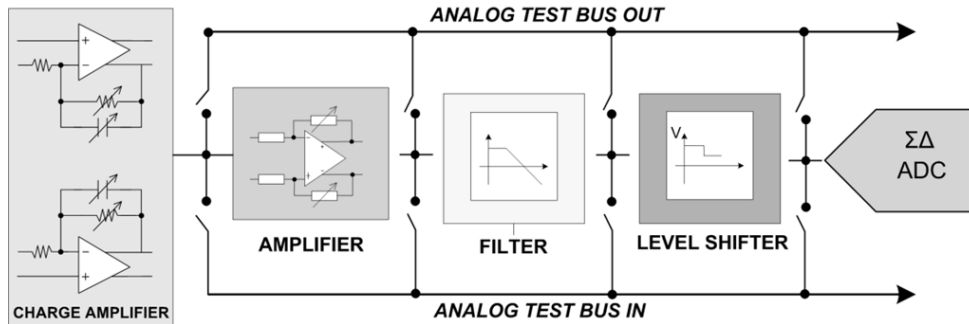 ANALOG TEST BUS OUT
+
−
ΣΔ
ADC
V
−
+
−
+
−
+
AMPLIFIER
FILTER
LEVEL SHIFTER
CHARGE AMPLIFIER
ANALOG TEST BUS IN